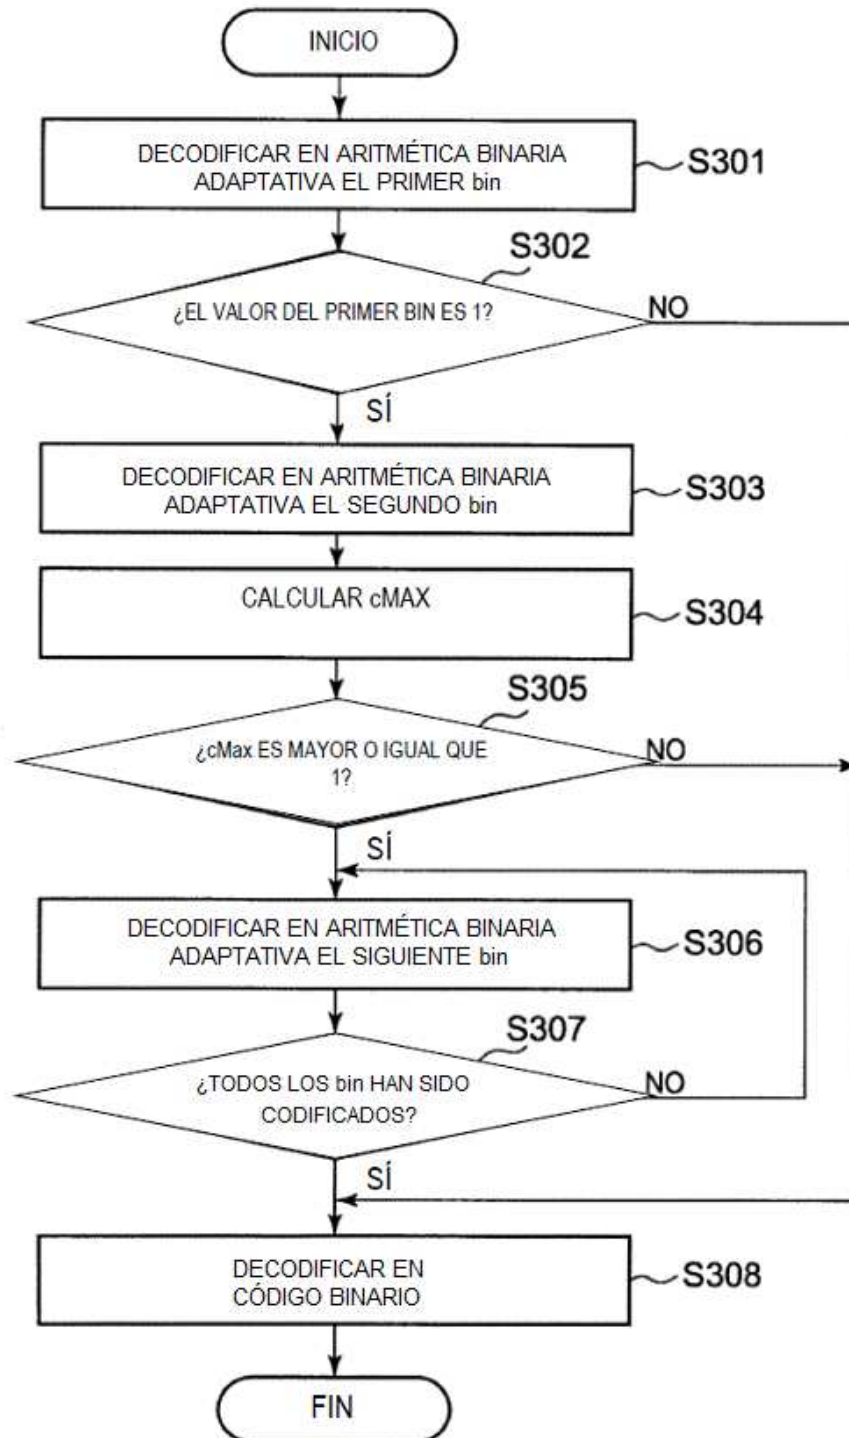 INICIO
DECODIFICAR EN ARITMÉTICA BINARIA
ADAPTATIVA EL PRIMER bin
S301
S302
¿EL VALOR DEL PRIMER BIN ES 1?
NO
SÍ
DECODIFICAR EN ARITMÉTICA BINARIA
ADAPTATIVA EL SEGUNDO bin
S303
CALCULAR cMAX
S304
S305
¿cMax ES MAYOR O IGUAL QUE
1?
NO
SÍ
DECODIFICAR EN ARITMÉTICA BINARIA
ADAPTATIVA EL SIGUIENTE bin
S306
S307
¿TODOS LOS bin HAN SIDO
CODIFICADOS?
NO
SÍ
DECODIFICAR EN
CÓDIGO BINARIO
S308
FIN